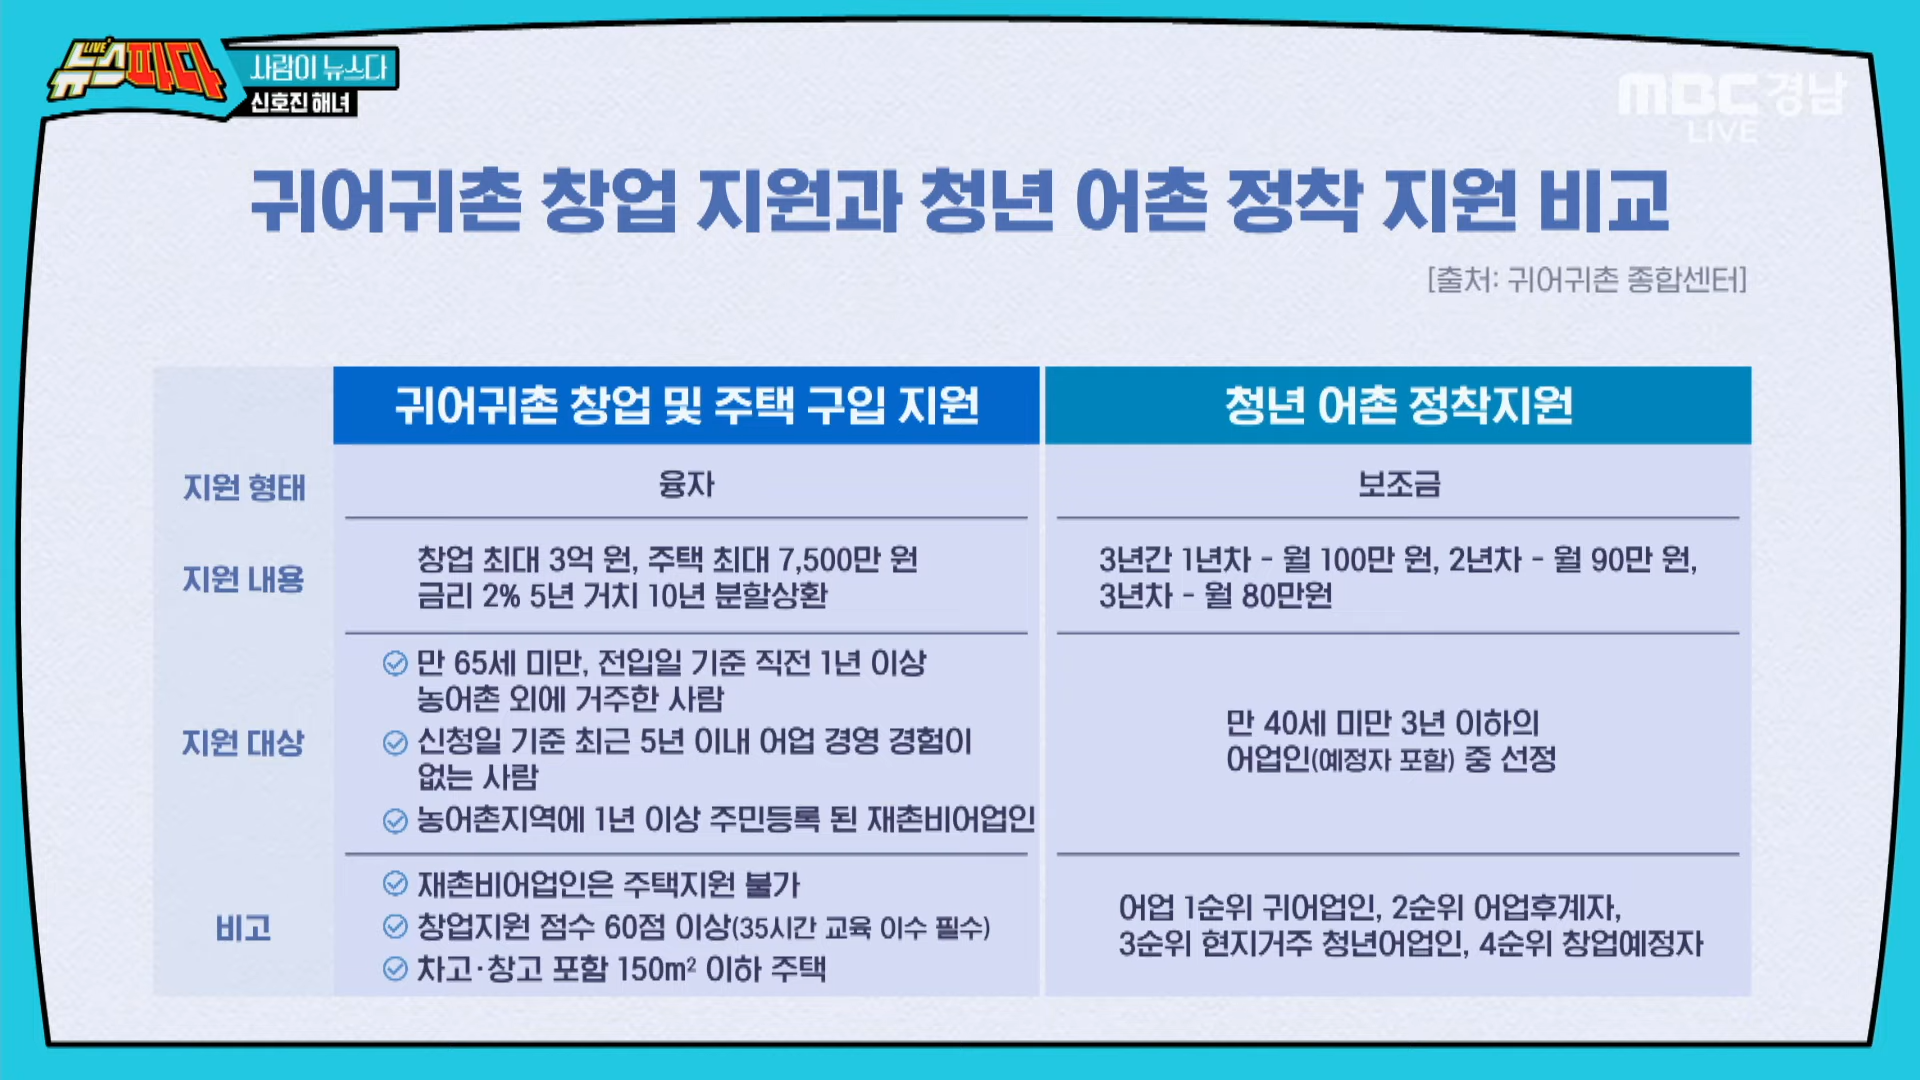 LIVE
뉴스파다
사람이 뉴스다
신호진 해녀
MBC경남
LIVE
귀어귀촌 창업 지원과 청년 어촌 정착 지원 비교
[출처: 귀어귀촌 종합센터]
귀어귀촌 창업 및 주택 구입 지원
청년 어촌 정착지원
지원 형태
융자
보조금
지원 내용
창업 최대 3억 원, 주택 최대 7,500만 원
금리 2% 5년 거치 10년 분할상환
3년간 1년차 - 월 100만 원, 2년차 - 월 90만 원,
3년차 - 월 80만원
지원 대상
만 65세 미만, 전입일 기준 직전 1년 이상
농어촌 외에 거주한 사람
신청일 기준 최근 5년 이내 어업 경영 경험이
없는 사람
농어촌지역에 1년 이상 주민등록 된 재촌비어업인
만 40세 미만 3년 이하의
어업인(예정자 포함) 중 선정
비고
재촌비어업인은 주택지원 불가
창업지원 점수 60점 이상(35시간 교육 이수 필수)
차고·창고 포함 150m² 이하 주택
어업 1순위 귀어업인, 2순위 어업후계자,
3순위 현지거주 청년어업인, 4순위 창업예정자